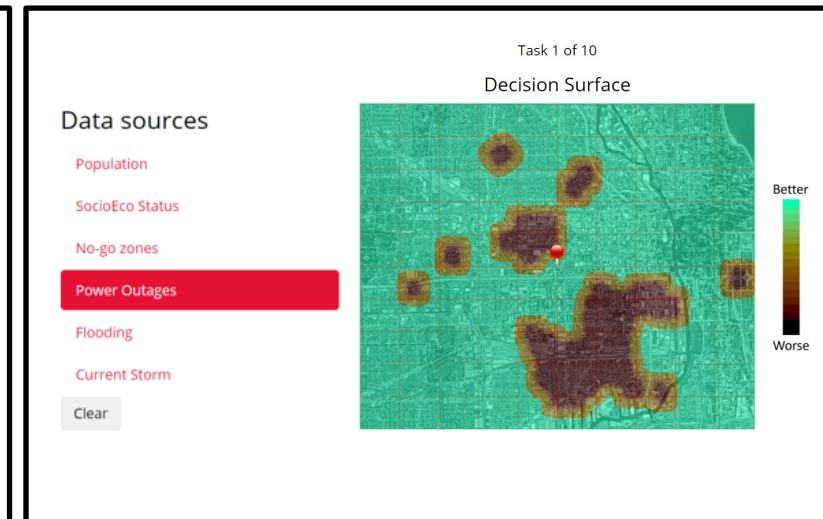 Task 1 of 10
Decision Surface
Data sources
Population
SocioEco Status
No-go zones
Power Outages
Flooding
Current Storm
Clear
Better
Worse